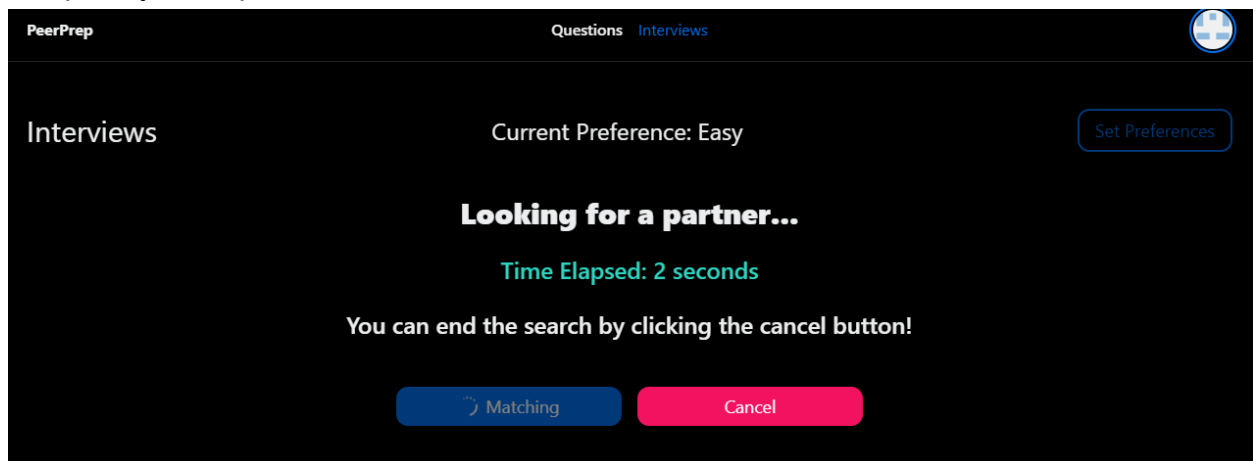 PeerPrep
Questions Interviews
Interviews
Current Preference: Easy
Set Preferences
Looking for a partner...
Time Elapsed: 2 seconds
You can end the search by clicking the cancel button!
Matching
Cancel